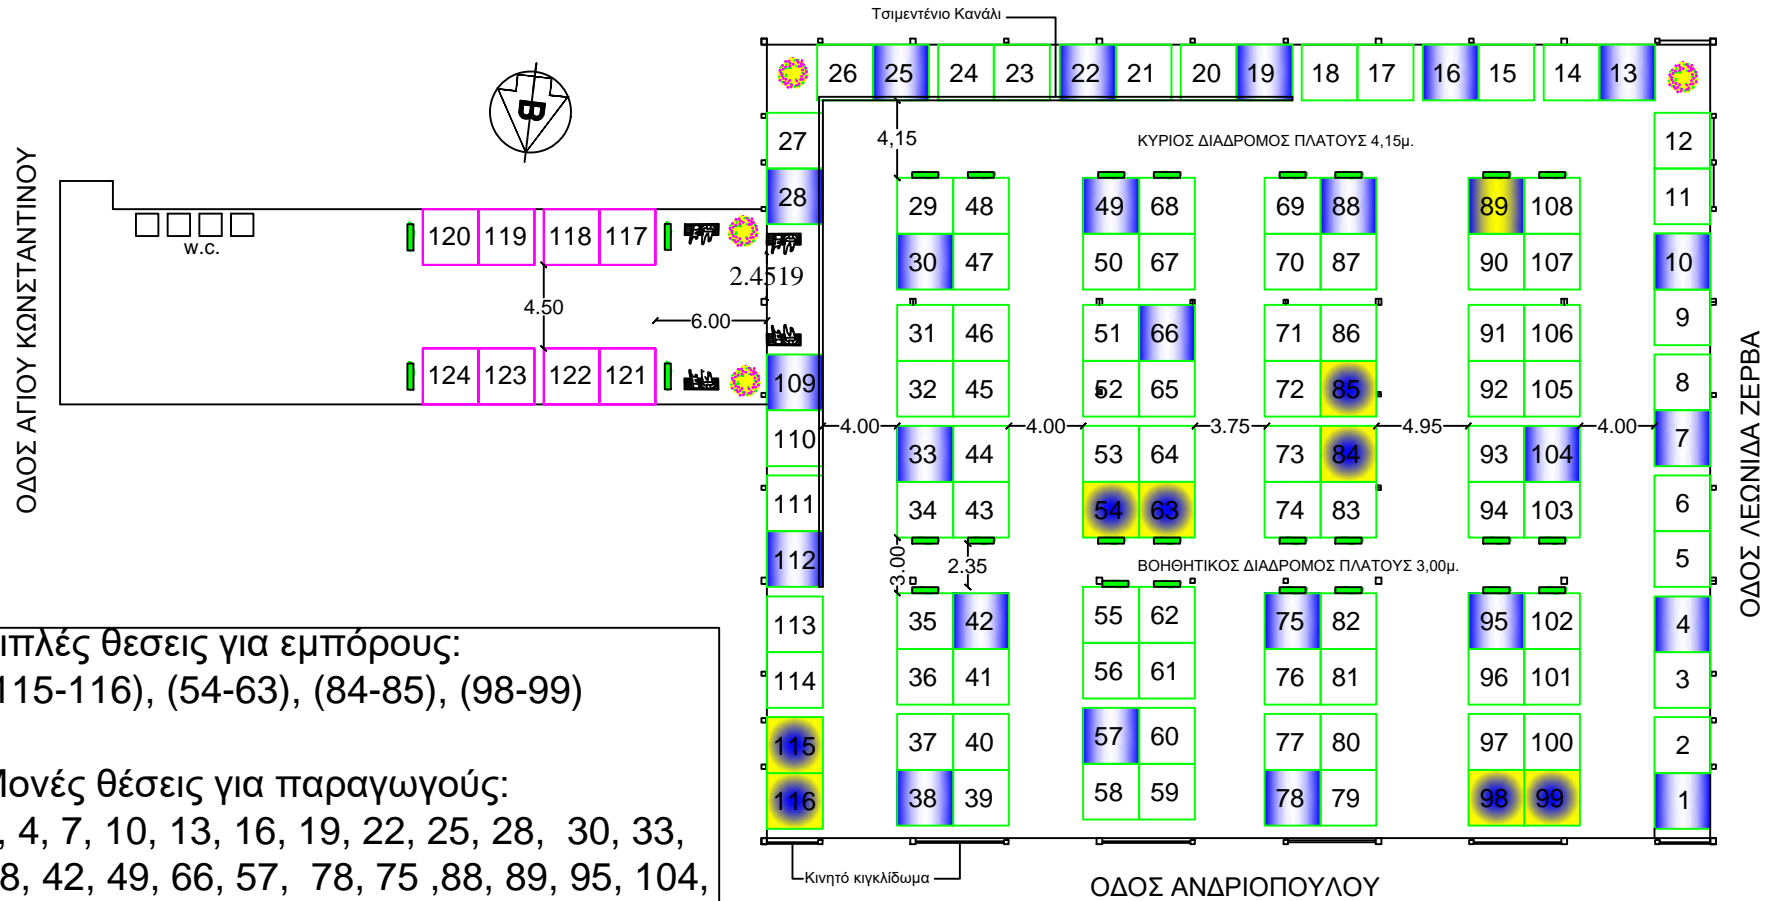 Τσιμεντένιο Κανάλι
26 25 24 23 22 21 20 19 18 17 16 15 14 13
4,15
ΚΥΡΙΟΣ ΔΙΑΔΡΟΜΟΣ ΠΛΑΤΟΥΣ 4,15μ.
27 12
28 11
B
ΟΔΟΣ ΑΓΙΟΥ ΚΩΝΣΤΑΝΤΙΝΟΥ
w.c.
120 119 118 117
2.4519
4.50
6.00
124 123 122 121
29 48 49 68 69 88 89 108
30 47 50 67 70 87 90 107 10
31 46 51 66 71 86 91 106 9
109 32 45 52 65 72 85 92 105 8
4.00 4.00 3.75 4.95 4.00
110 33 44 53 64 73 84 93 104 7
111 34 43 54 63 74 83 94 103 6
112 3.00 2.35 5
ΒΟΗΘΗΤΙΚΟΣ ΔΙΑΔΡΟΜΟΣ ΠΛΑΤΟΥΣ 3,00μ.
113 35 42 55 62 75 82 95 102 4
114 36 41 56 61 76 81 96 101 3
115 37 40 57 60 77 80 97 100 2
116 38 39 58 59 78 79 98 99 1
ΟΔΟΣ ΛΕΩΝΙΔΑ ΖΕΡΒΑ
ιπλές θεσεις για εμπόρους:
115-116), (54-63), (84-85), (98-99)
Μονές θέσεις για παραγωγούς:
, 4, 7, 10, 13, 16, 19, 22, 25, 28, 30, 33,
8, 42, 49, 66, 57, 78, 75 ,88, 89, 95, 104,
Κινητό κιγκλίδωμα
ΟΔΟΣ ΑΝΔΡΙΟΠΟΥΛΟΥ